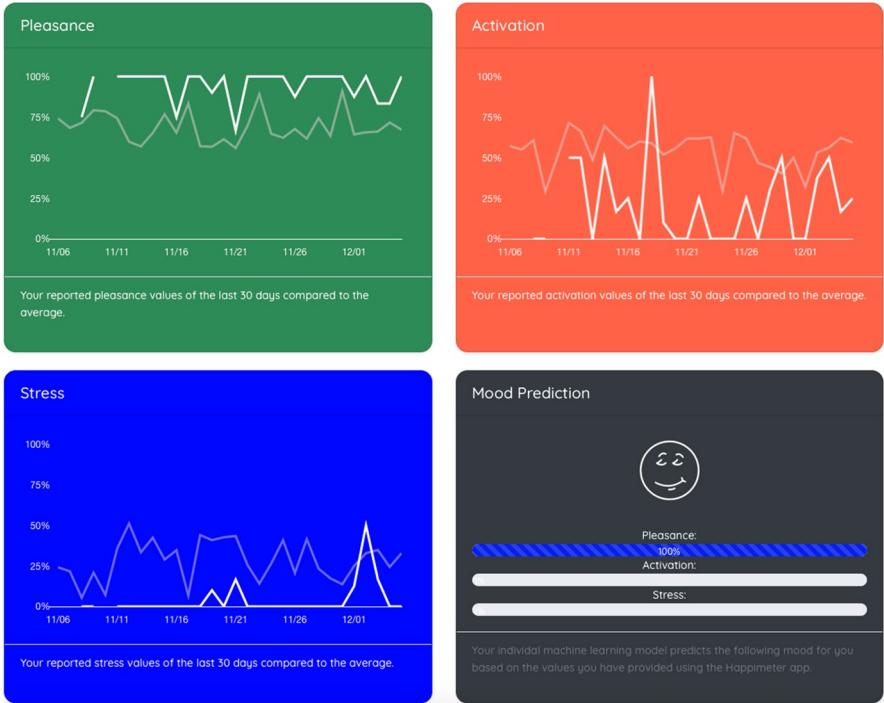 Pleasance
100%
75%
50%
25%
0%
11/06 11/11 11/16 11/21 11/26 12/01
Your reported pleasance values of the last 30 days compared to the
average.
Activation
100%
75%
50%
25%
0%
11/06 11/11 11/16 11/21 11/26 12/01
Your reported activation values of the last 30 days compared to the average.
Stress
100%
75%
50%
25%
0%
11/06 11/11 11/16 11/21 11/26 12/01
Your reported stress values of the last 30 days compared to the average.
Mood Prediction
Pleasance:
100%
Activation:
Stress:
Your individal machine learning model predicts the following mood for you
based on the values you have provided using the Happimeter app.